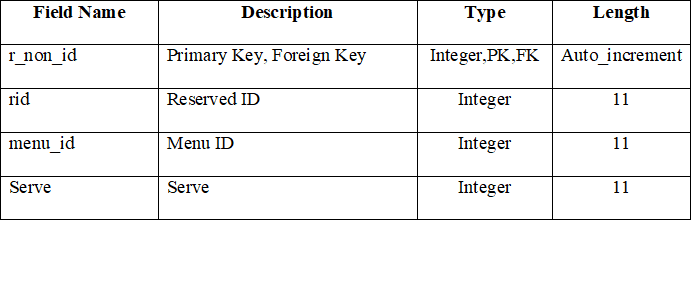 Field Name Description Type Length
r_non_id Primary Key, Foreign Key Integer,PK,FK Auto_increment
rid Reserved ID Integer 11
menu_id Menu ID Integer 11
Serve Serve Integer 11